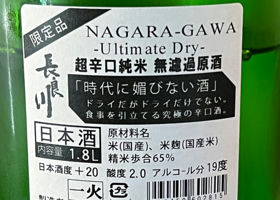 限定品
NAGARA-GAWA
-Ultimate Dry-
長良川
超辛口純米 無濾過原酒
「時代に媚びない酒」
ドライだがドライだけでない。
食事を引立てる究極の辛口。
日本酒
内容量 1.8L
原材料名
米(国産)、米麹(国産米)
精米歩合65%
日本酒度+20 酸度2.0 アルコール分19度
一火